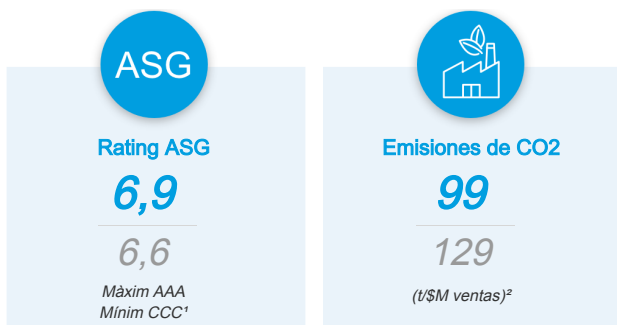 ASG
Rating ASG
6,9
6,6
Màxim AAA
Mínim CCC¹
Emisiones de CO2
99
129
(t/$M ventas)²